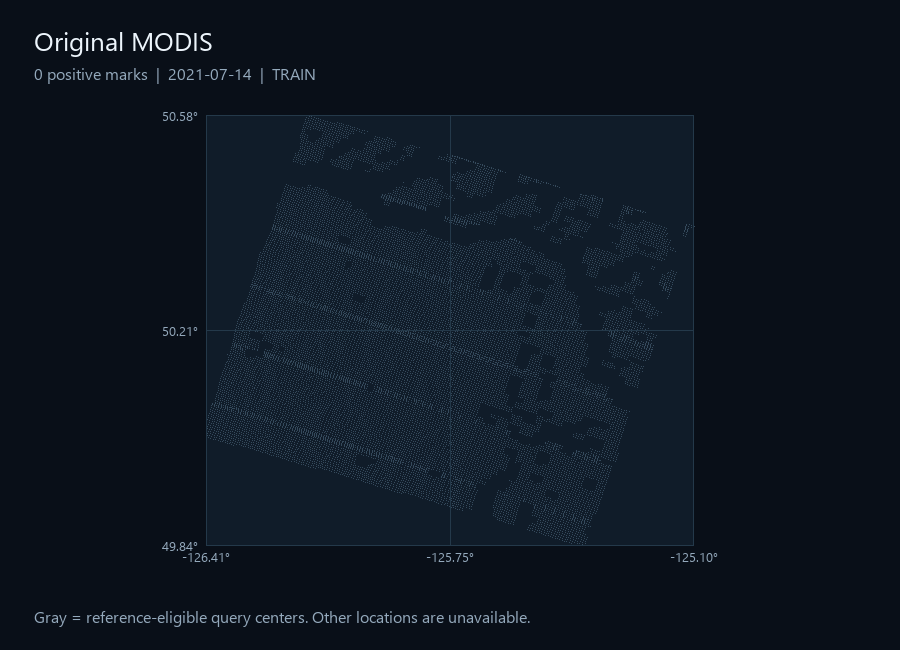 Original MODIS
0 positive marks | 2021-07-14 | TRAIN
50.58°
50.21°
49.84°
-126.41°
-125.75°
-125.10°
Gray = reference-eligible query centers. Other locations are unavailable.